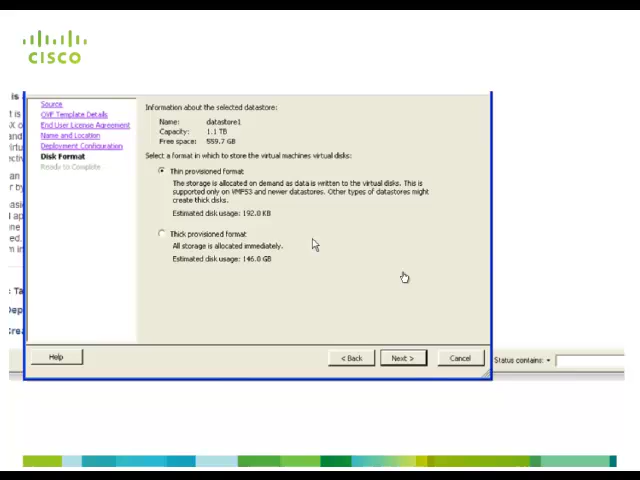 CISCO
is
Source
OVF Template Details
End User License Agreement
Name and Location
Deployment Configuration
Disk Format
Ready to Complete
Information about the selected datastore:
Name: datastore1
Capacity: 1.1 TB
Free space: 559.7 GB
Select a format in which to store the virtual machines virtual disks:
Thin provisioned format
The storage is allocated on demand as data is written to the virtual disks. This is
supported only on VMFS3 and newer datastores. Other types of datastores might
create thick disks.
Estimated disk usage: 192.0 KB
Thick provisioned format
All storage is allocated immediately.
Estimated disk usage: 146.0 GB
Help
< Back
Next >
Cancel
Status contains: